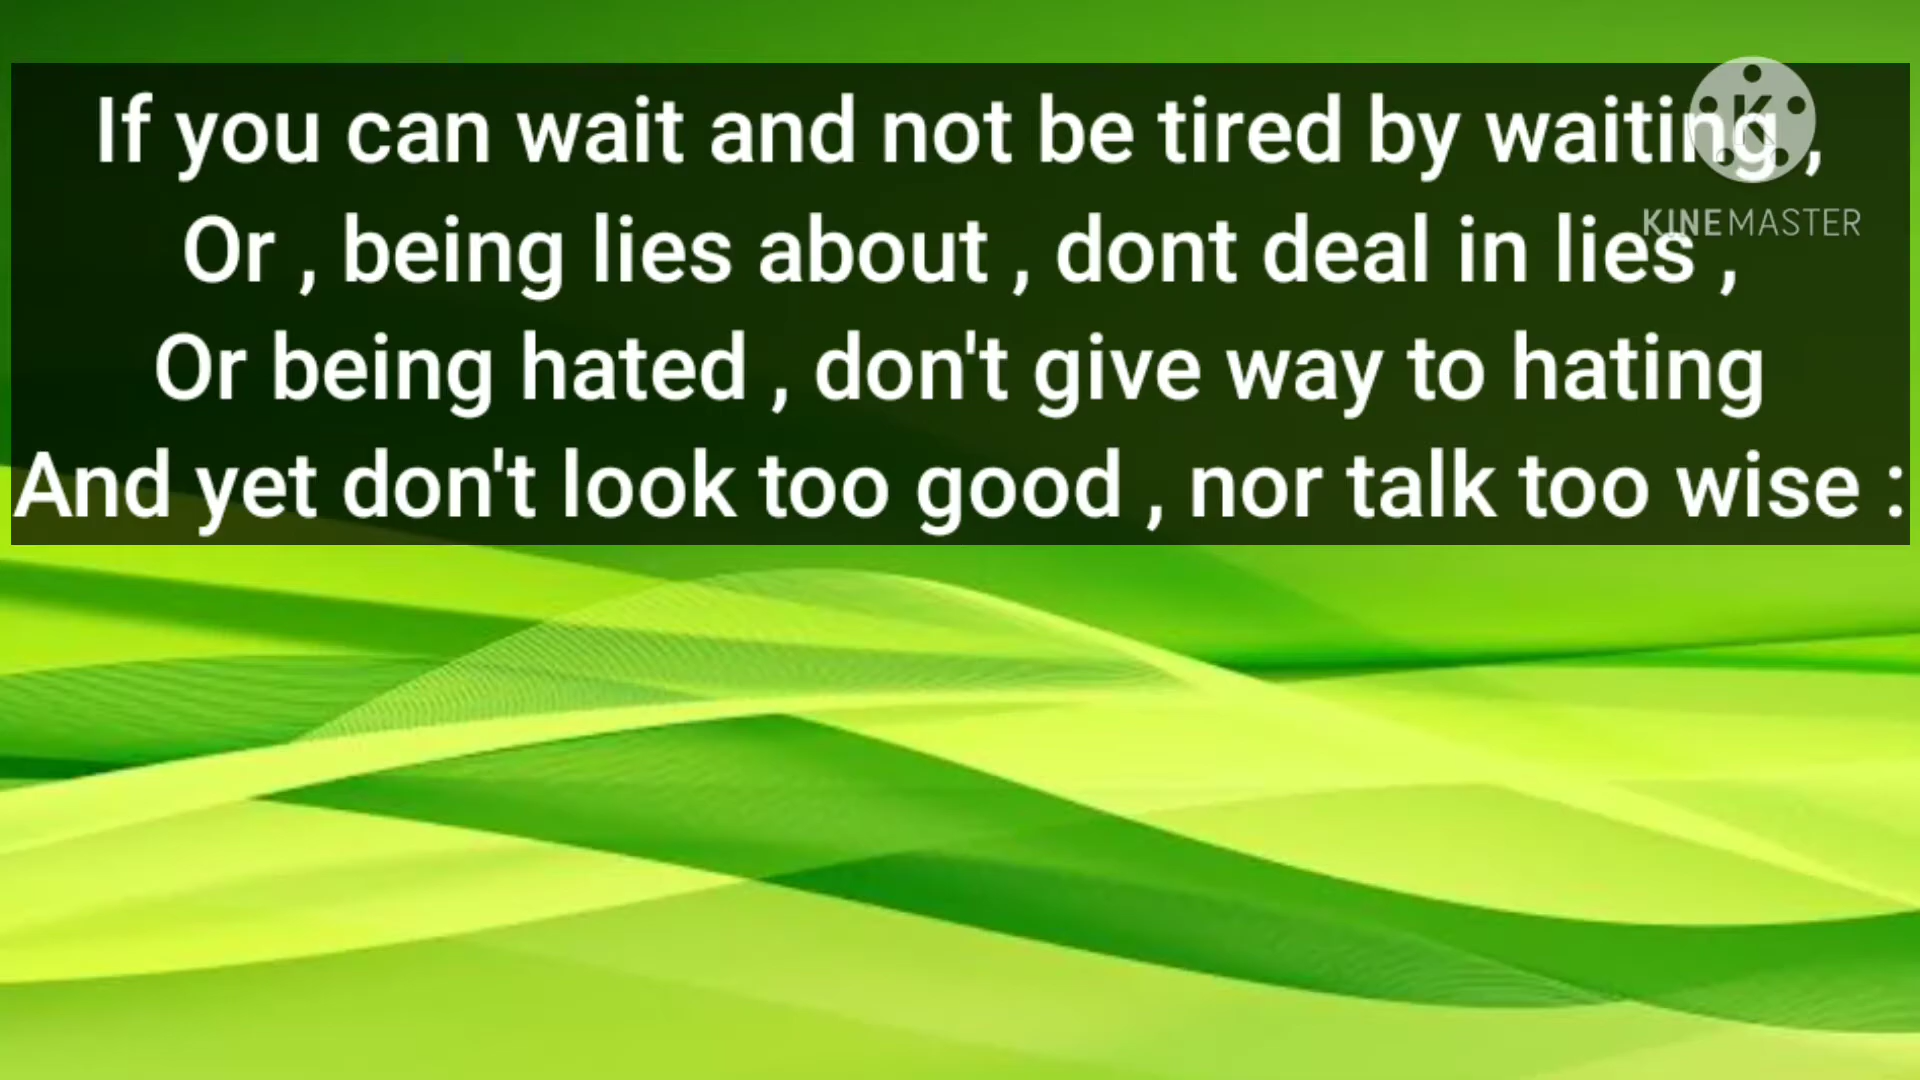 If you can wait and not be tired by waiting ,
Or , being lies about , dont deal in lies ,
Or being hated , don't give way to hating
And yet don't look too good , nor talk too wise :
K
KINEMASTER